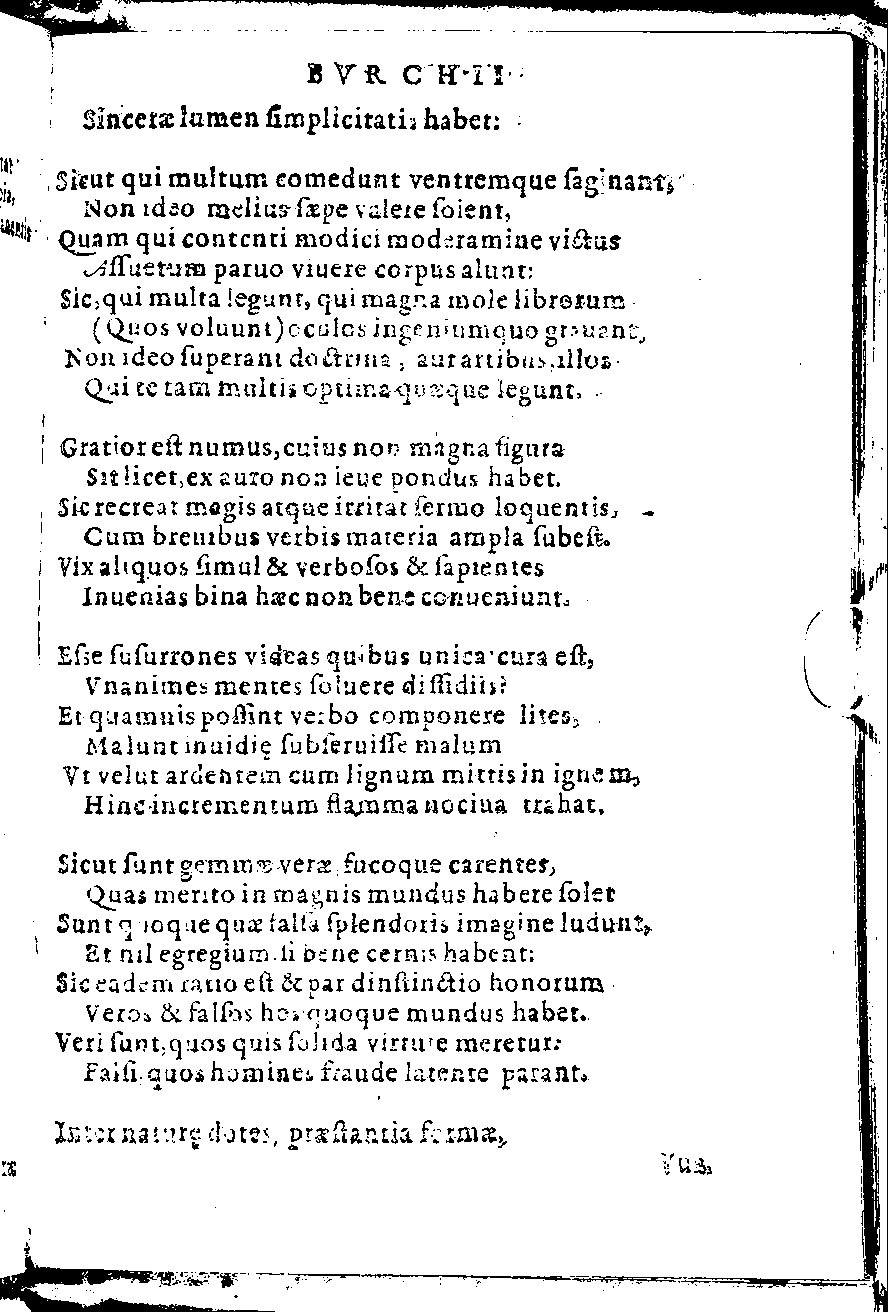 BVRCHII
Sinceræ lumen ſimplicitatis habet:
Sicut qui multum comedunt ventremque ſaginant,
Non ideo melius ſæpe valere ſolent,
Quam qui contenti modici moderamine victus
Aſſuetum paruo viuere corpus alunt:
Sic, qui multa legunt, qui magna mole librorum
(Quos voluunt) oculos ingeniumquo grauant,
Non ideo ſuperant doctrina, aut artibus, illos
Qui tam multis optima quæque legunt.
Gratior eſt numus, cuius non magna figura
Sit licet, ex auro non leue pondus habet.
Sic recreat magis atque irritat ſermo loquentis,
Cum breuibus verbis materia ampla ſubeſt.
Vix aliquos ſimul & verboſos & ſapientes
Inuenias bina hæc non bene conueniunt.
Eſſe ſuſurrones videas quibus unica cura eſt,
Vnanimes mentes ſoluere diſſidiis?
Et quamuis poſſint verbo componere lites,
Malunt inuidię ſubſeruiſſe malum
Vt velut ardentem cum lignum mittis in ignem,
Hinc incrementum flamma nociua trahat.
Sicut ſunt gemmæ veræ fucoque carentes,
Quas merito in magnis mundus habere ſolet
Sunt quoque quæ falſa ſplendoris imagine ludunt,
Et nil egregium ſi bene cernis habent:
Sic eadem ratio eſt & par dinſtinctio honorum
Veros & falſos hos quoque mundus habet.
Veri ſunt, quos quis ſolida virtute meretur:
Falſi quos homines fraude latente parant.
Inter naturę dotes, præſtantia formæ,